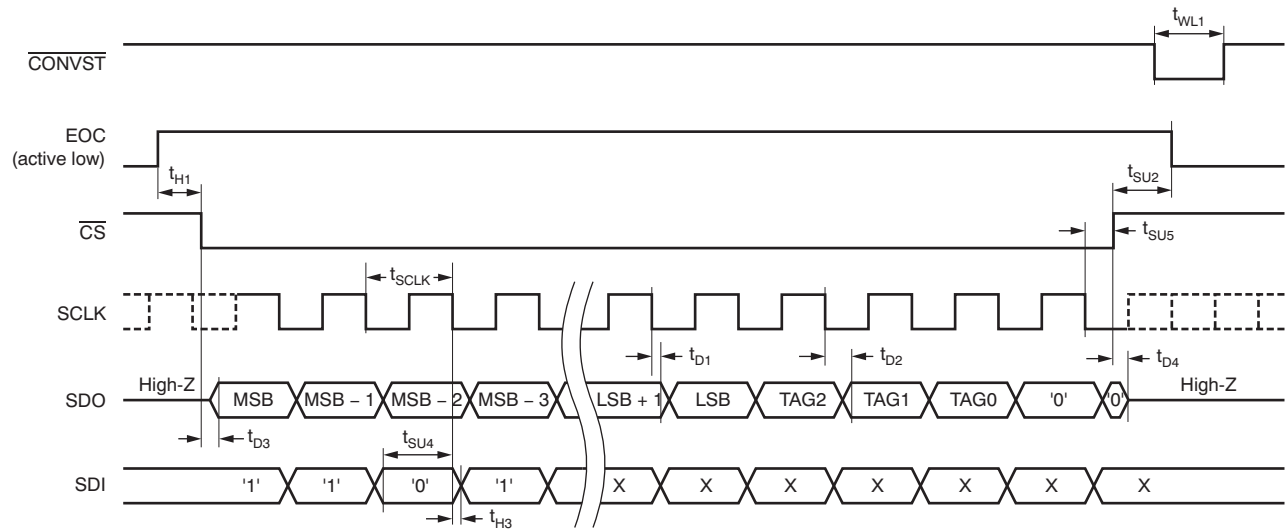 tWL1
CONVST
EOC
(active low)
tH1
tSU2
CS
tSU5
tSCLK
SCLK
tD1
tD2
tD4
High-Z
High-Z
SDO
MSB
MSB – 1
MSB – 2
MSB – 3
LSB + 1
LSB
TAG2
TAG1
TAG0
'0'
'0'
tD3
tSU4
SDI
'1'
'1'
'0'
'1'
X
X
X
X
X
X
X
tH3